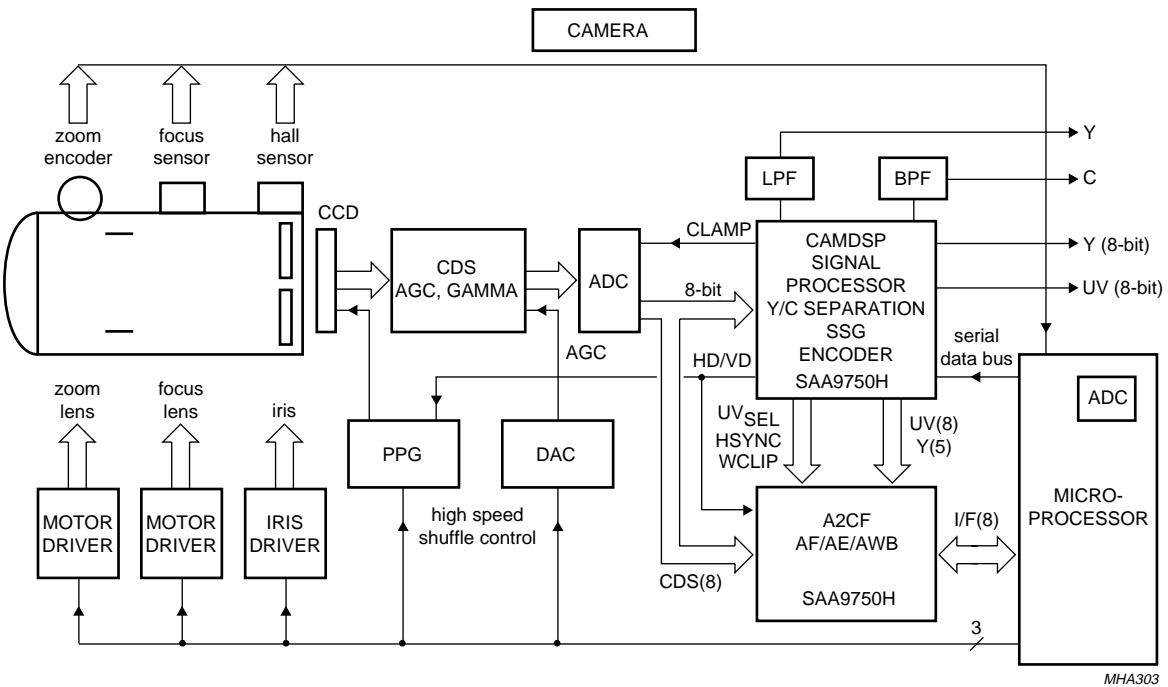 CAMERA
zoom
encoder
focus
sensor
hall
sensor
Y
LPF
BPF
C
CCD
CLAMP
CDS
AGC, GAMMA
ADC
8-bit
CAMDSP
SIGNAL
PROCESSOR
Y/C SEPARATION
SSG
ENCODER
SAA9750H
Y (8-bit)
UV (8-bit)
serial
data bus
AGC
HD/VD
zoom
lens
focus
lens
iris
PPG
DAC
UVSEL
HSYNC
WCLIP
UV(8)
Y(5)
ADC
MICRO-
PROCESSOR
MOTOR
DRIVER
MOTOR
DRIVER
IRIS
DRIVER
high speed
shuffle control
CDS(8)
A2CF
AF/AE/AWB
SAA9750H
I/F(8)
3
MHA303